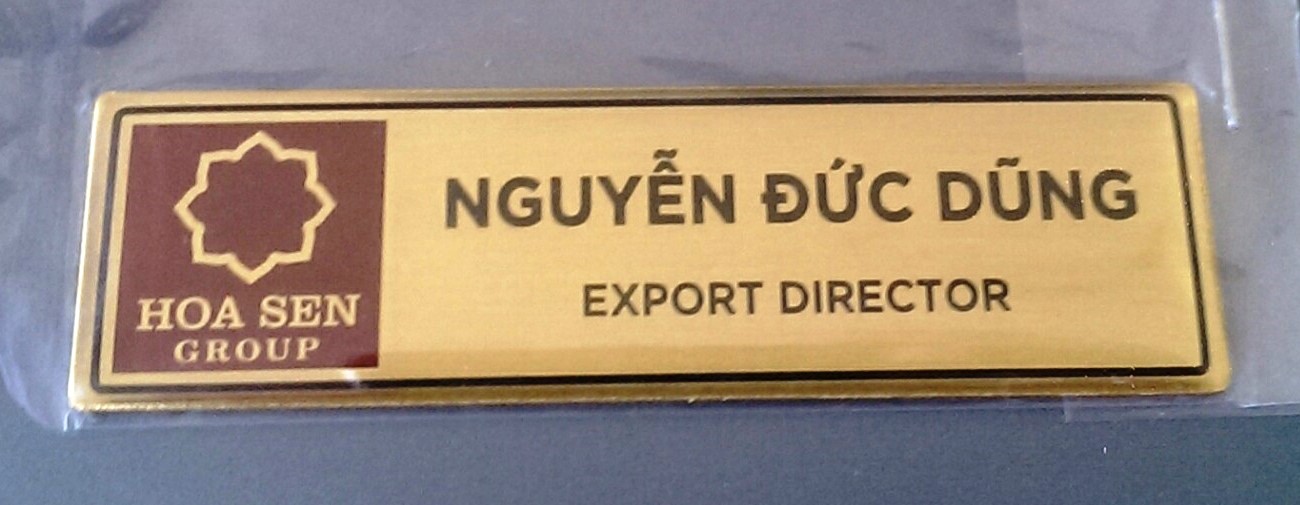 HOA SEN
GROUP
NGUYỄN ĐỨC DŨNG
EXPORT DIRECTOR